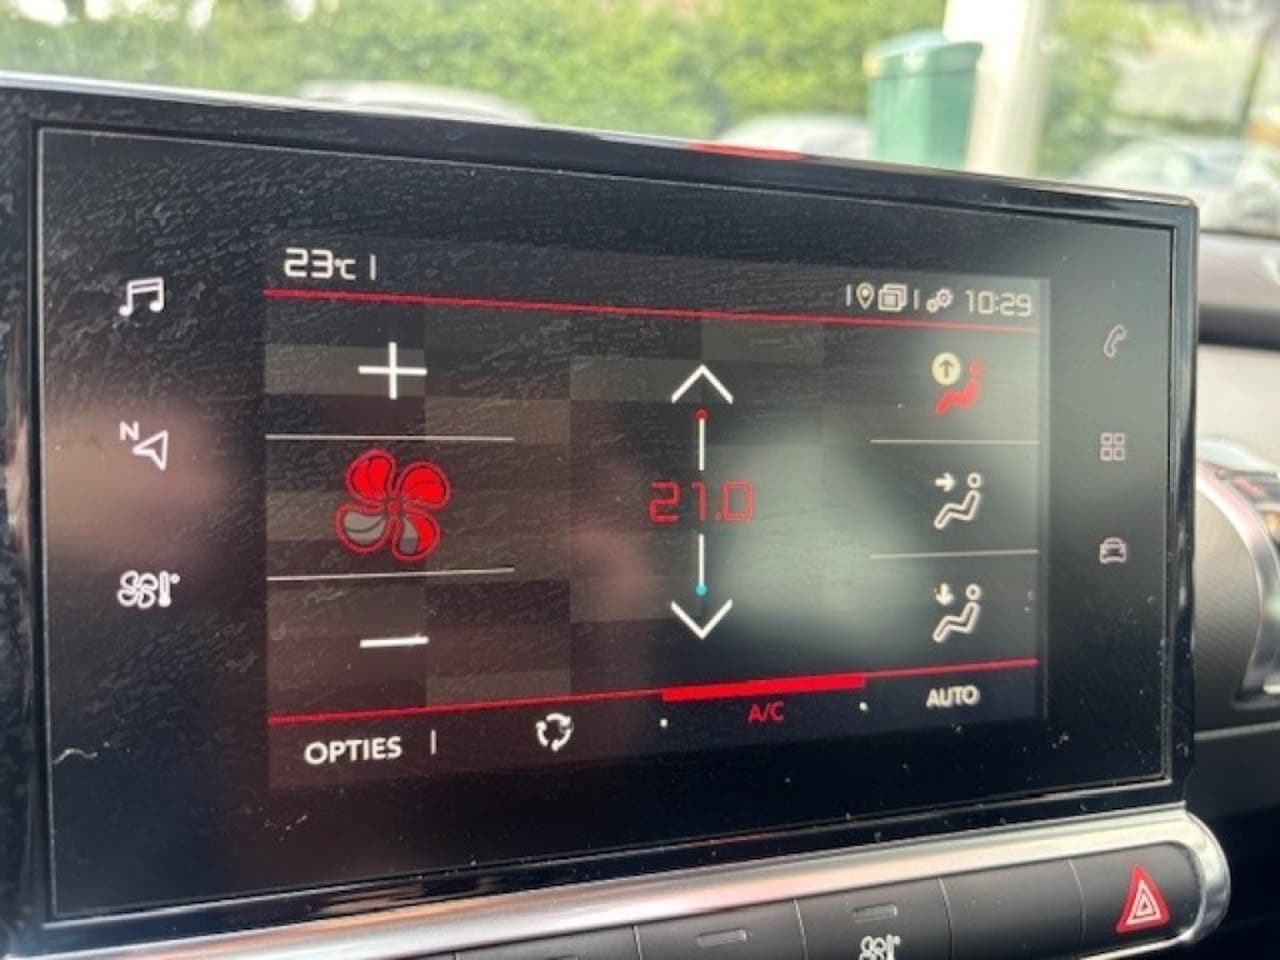 23°C
10:29
N
21.0
A/C
AUTO
OPTIES